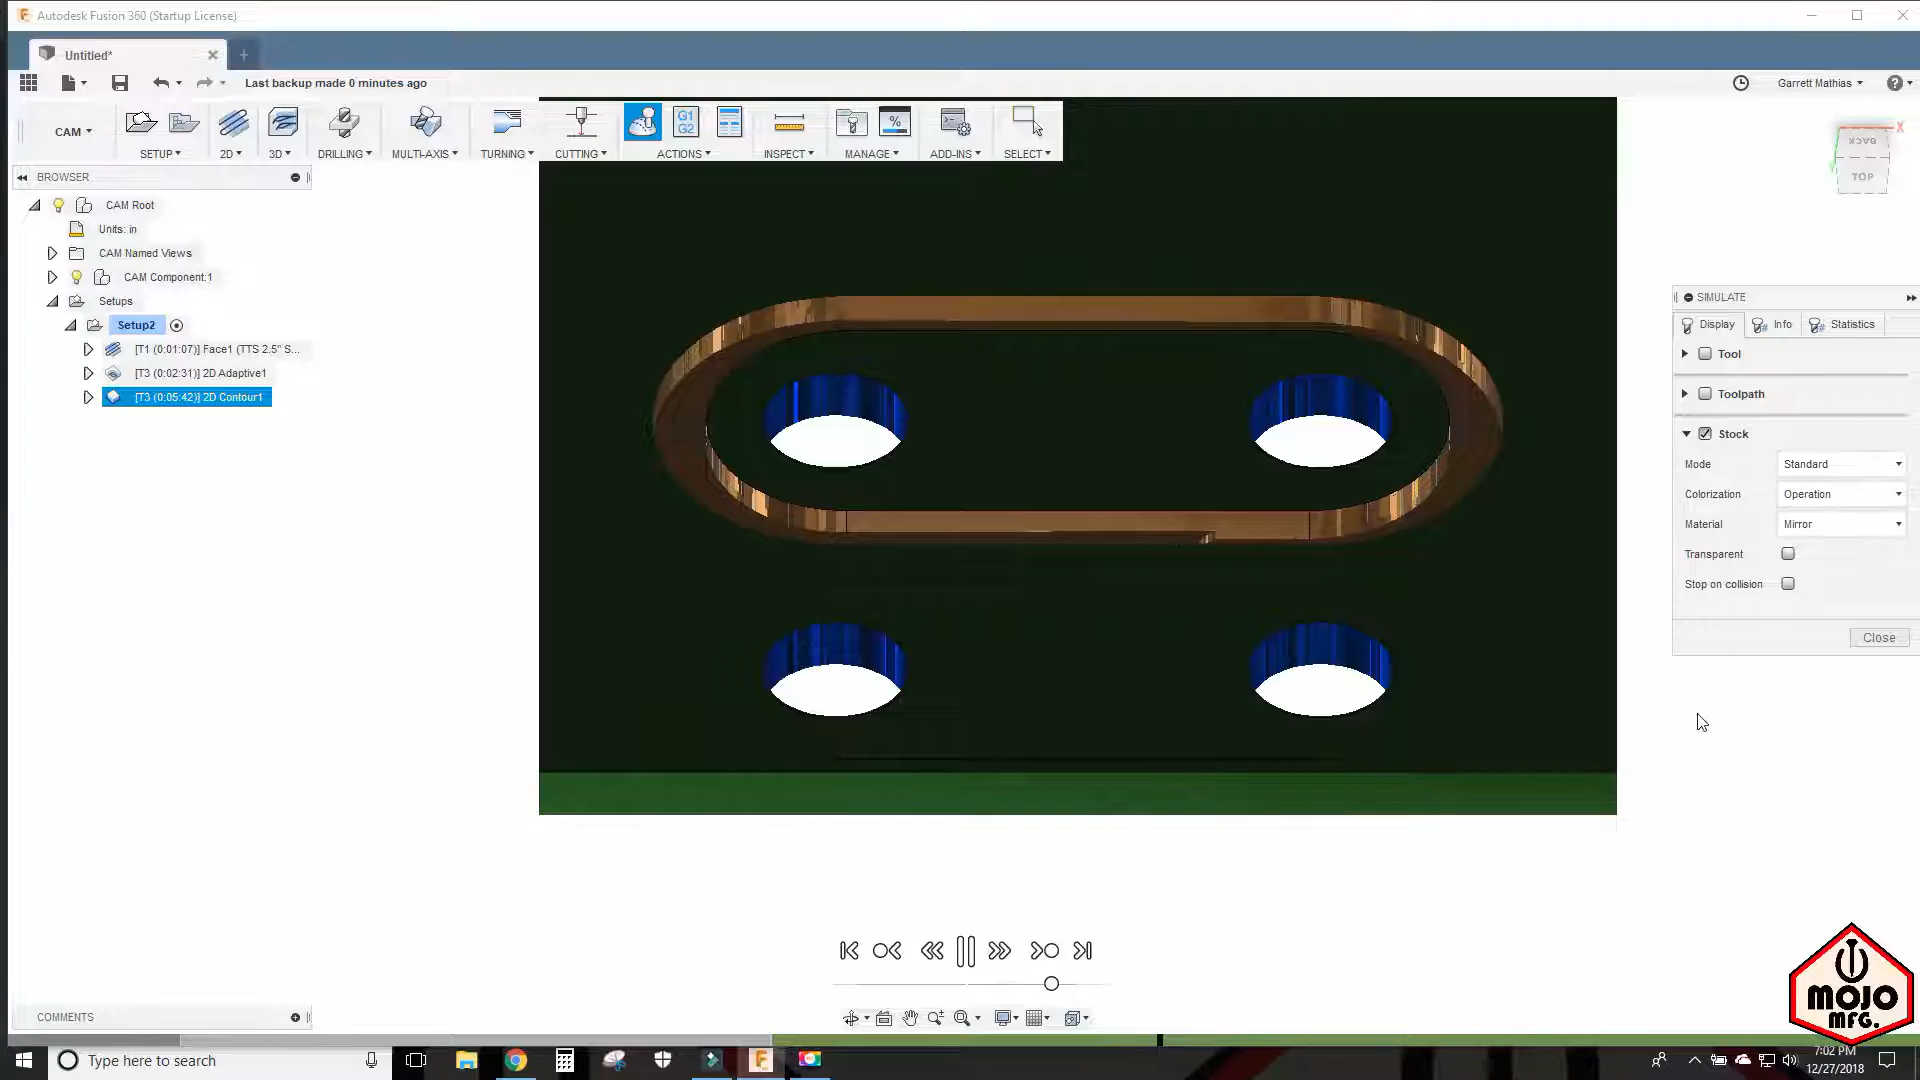 Autodesk Fusion 360 (Startup License)
Untitled*
Last backup made 0 minutes ago
Garrett Mathias
CAM
SETUP
2D
3D
DRILLING
MULTI-AXIS
TURNING
CUTTING
G1
G2
ACTIONS
INSPECT
MANAGE
ADD-INS
SELECT
X
BACK
TOP
BROWSER
CAM Root
Units: in
CAM Named Views
CAM Component:1
Setups
Setup2
[T1 (0:01:07)] Face1 (TTS 2.5" S...
[T3 (0:02:31)] 2D Adaptive1
[T3 (0:05:42)] 2D Contour1
SIMULATE
Display
Info
Statistics
Tool
Toolpath
Stock
Mode
Standard
Colorization
Operation
Material
Mirror
Transparent
Stop on collision
Close
COMMENTS
MOJO
MFG.
Type here to search
7:02 PM
12/27/2018